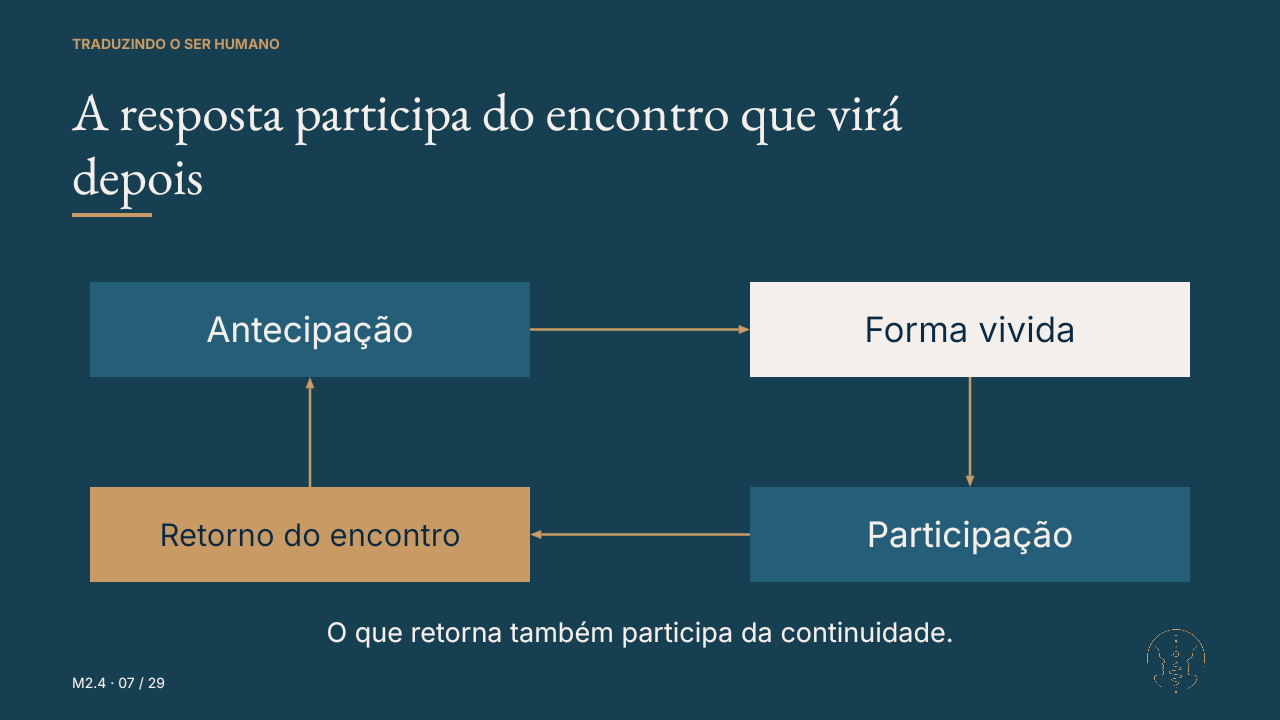 TRADUZINDO O SER HUMANO
A resposta participa do encontro que virá
depois
Antecipação
Forma vivida
Retorno do encontro
Participação
O que retorna também participa da continuidade.
M2.4 · 07 / 29